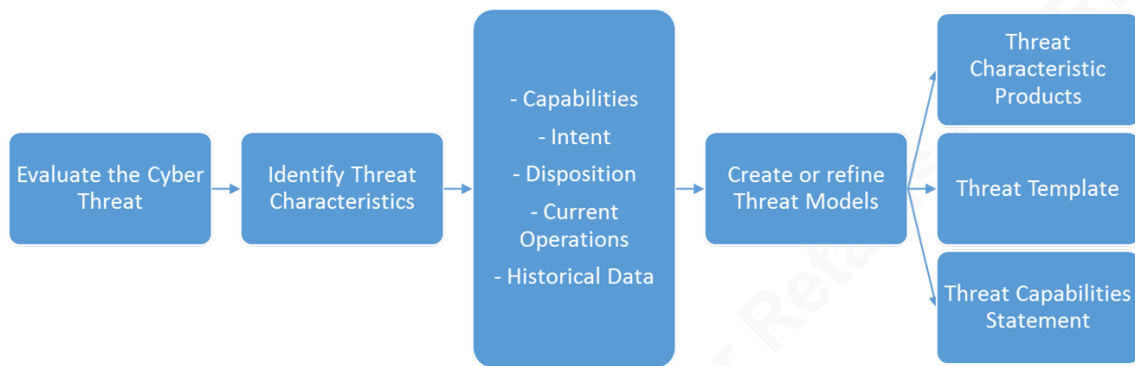 Evaluate the Cyber
Threat
Identify Threat
Characteristics
- Capabilities
- Intent
- Disposition
- Current
Operations
- Historical Data
Create or refine
Threat Models
Threat
Characteristic
Products
Threat Template
Threat Capabilities
Statement